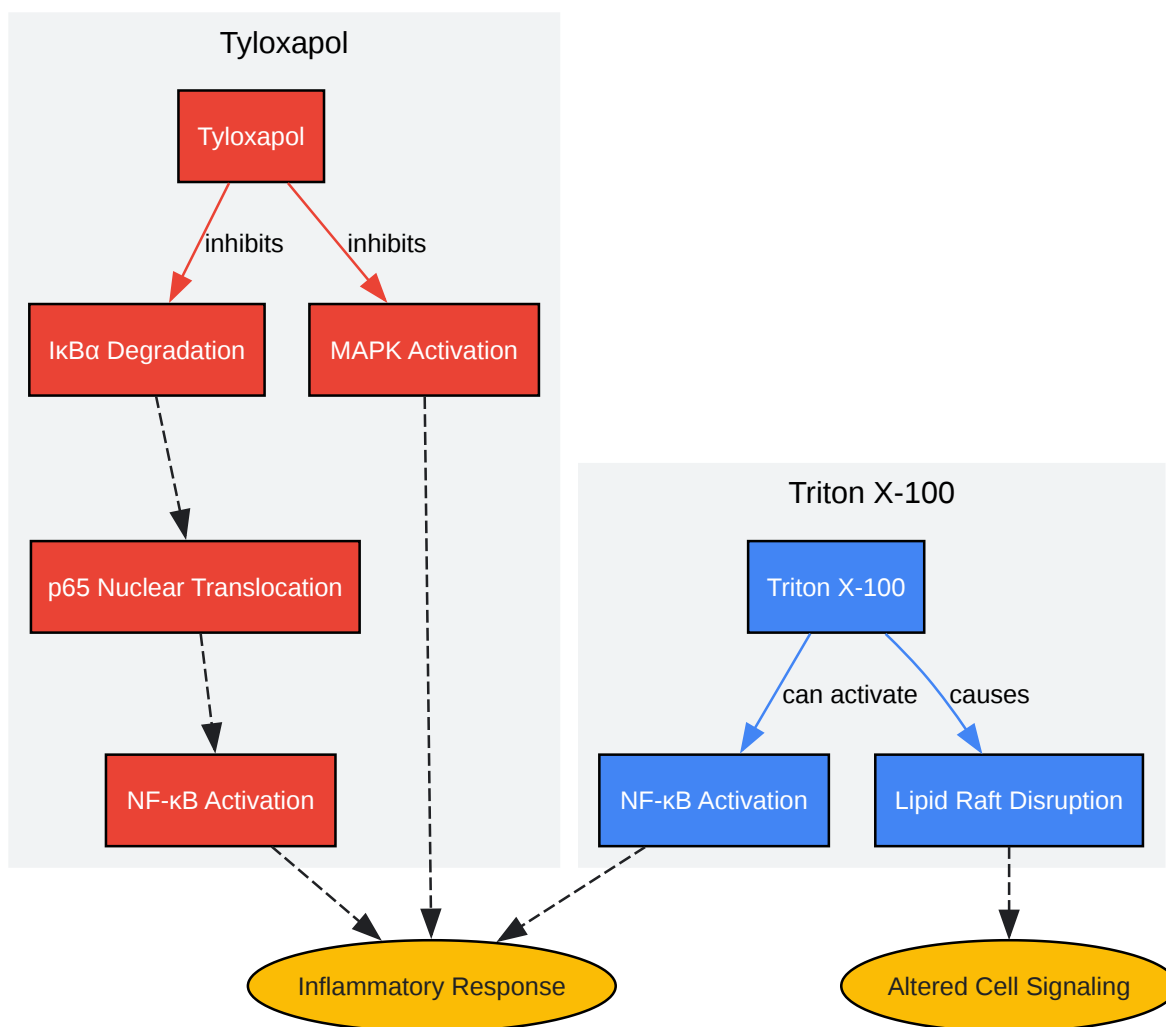 Tyloxapol
Tyloxapol
inhibits
inhibits
IκBα Degradation
MAPK Activation
p65 Nuclear Translocation
NF-κB Activation
Triton X-100
Triton X-100
can activate
causes
NF-κB Activation
Lipid Raft Disruption
Inflammatory Response
Altered Cell Signaling